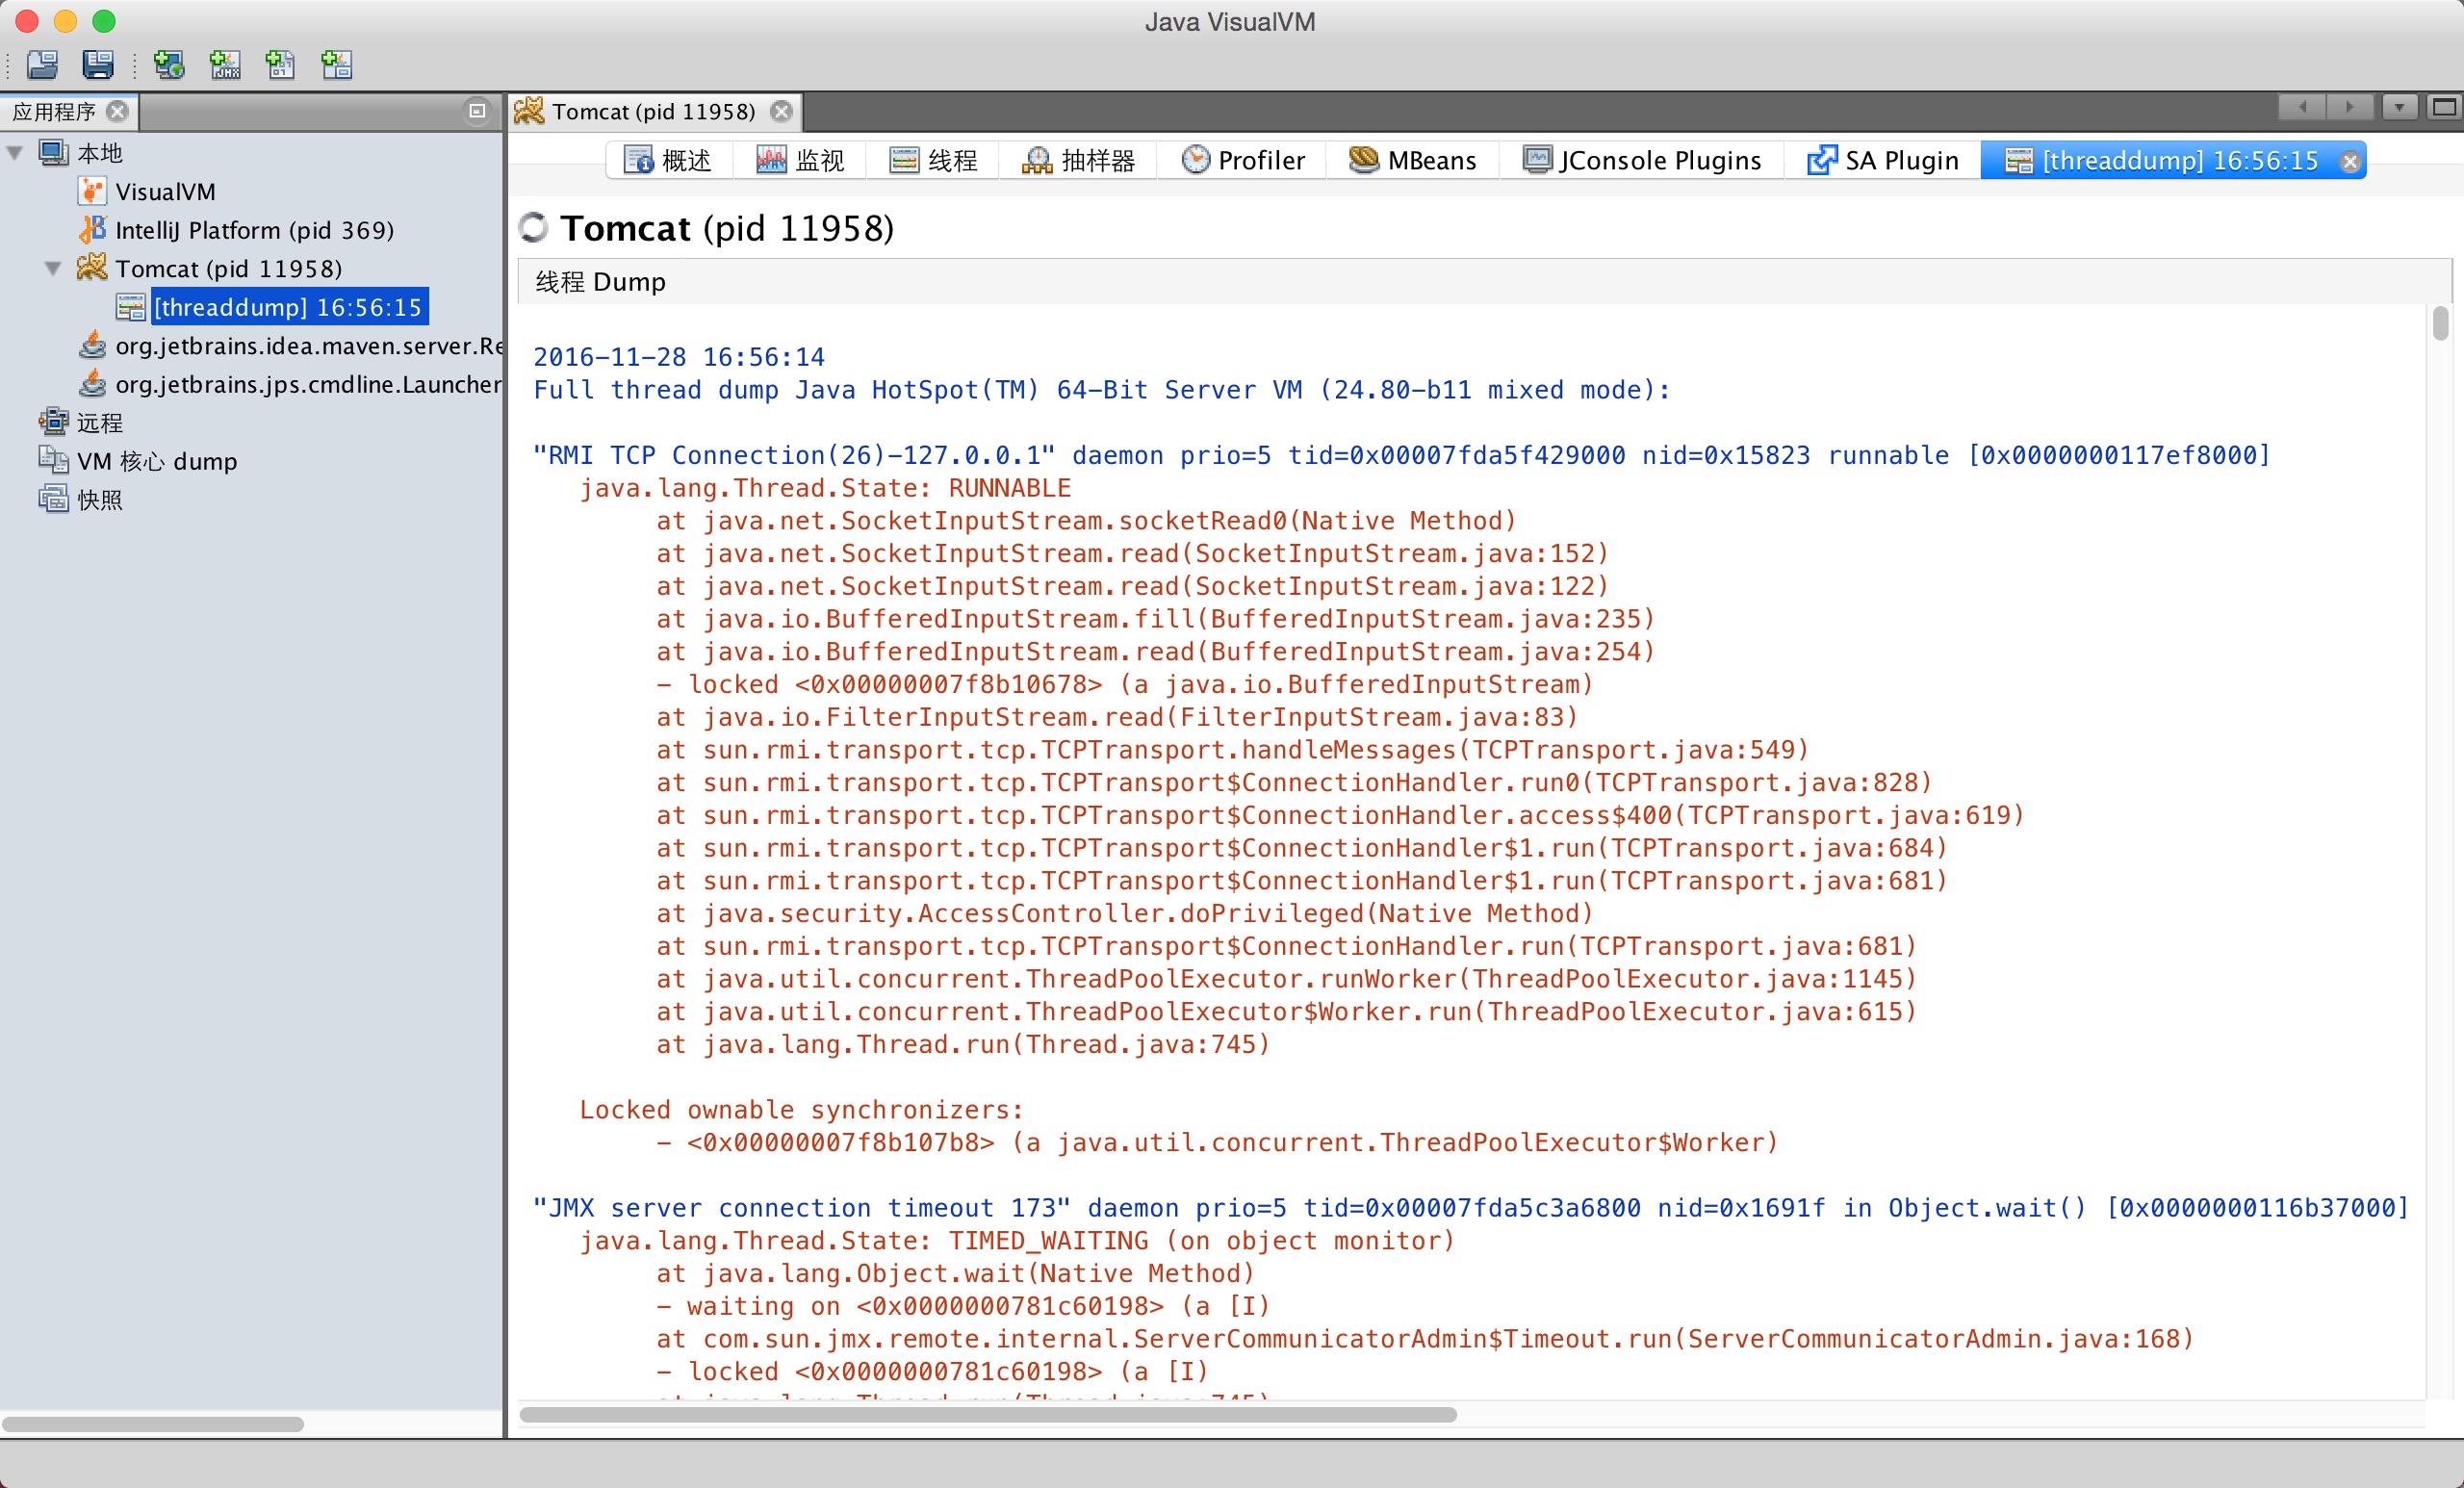 Java VisualVM
应用程序
本地
VisualVM
IntelliJ Platform (pid 369)
Tomcat (pid 11958)
[threaddump] 16:56:15
org.jetbrains.idea.maven.server.Re
org.jetbrains.jps.cmdline.Launcher
远程
VM 核心 dump
快照
Tomcat (pid 11958)
概述 监视 线程 抽样器 Profiler MBeans JConsole Plugins SA Plugin [threaddump] 16:56:15
Tomcat (pid 11958)
线程 Dump
2016-11-28 16:56:14
Full thread dump Java HotSpot(TM) 64-Bit Server VM (24.80-b11 mixed mode):
"RMI TCP Connection(26)-127.0.0.1" daemon prio=5 tid=0x00007fda5f429000 nid=0x15823 runnable [0x0000000117ef8000]
java.lang.Thread.State: RUNNABLE
at java.net.SocketInputStream.socketRead0(Native Method)
at java.net.SocketInputStream.read(SocketInputStream.java:152)
at java.net.SocketInputStream.read(SocketInputStream.java:122)
at java.io.BufferedInputStream.fill(BufferedInputStream.java:235)
at java.io.BufferedInputStream.read(BufferedInputStream.java:254)
- locked <0x00000007f8b10678> (a java.io.BufferedInputStream)
at java.io.FilterInputStream.read(FilterInputStream.java:83)
at sun.rmi.transport.tcp.TCPTransport.handleMessages(TCPTransport.java:549)
at sun.rmi.transport.tcp.TCPTransport$ConnectionHandler.run0(TCPTransport.java:828)
at sun.rmi.transport.tcp.TCPTransport$ConnectionHandler.access$400(TCPTransport.java:619)
at sun.rmi.transport.tcp.TCPTransport$ConnectionHandler$1.run(TCPTransport.java:684)
at sun.rmi.transport.tcp.TCPTransport$ConnectionHandler$1.run(TCPTransport.java:681)
at java.security.AccessController.doPrivileged(Native Method)
at sun.rmi.transport.tcp.TCPTransport$ConnectionHandler.run(TCPTransport.java:681)
at java.util.concurrent.ThreadPoolExecutor.runWorker(ThreadPoolExecutor.java:1145)
at java.util.concurrent.ThreadPoolExecutor$Worker.run(ThreadPoolExecutor.java:615)
at java.lang.Thread.run(Thread.java:745)
Locked ownable synchronizers:
- <0x00000007f8b107b8> (a java.util.concurrent.ThreadPoolExecutor$Worker)
"JMX server connection timeout 173" daemon prio=5 tid=0x00007fda5c3a6800 nid=0x1691f in Object.wait() [0x0000000116b37000]
java.lang.Thread.State: TIMED_WAITING (on object monitor)
at java.lang.Object.wait(Native Method)
- waiting on <0x0000000781c60198> (a [I)
at com.sun.jmx.remote.internal.ServerCommunicatorAdmin$Timeout.run(ServerCommunicatorAdmin.java:168)
- locked <0x0000000781c60198> (a [I)